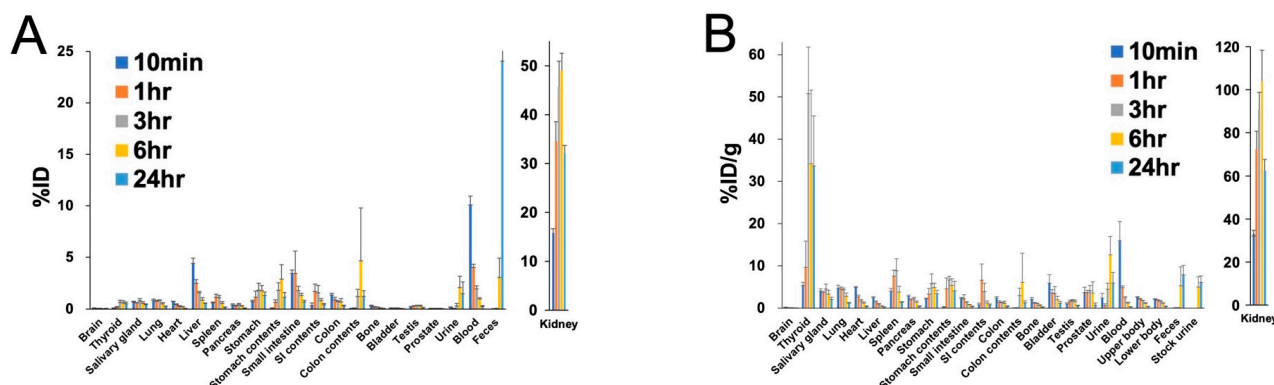 A
%ID
25
20
15
10
5
0
10min
1hr
3hr
6hr
24hr
Brain
Thyroid
Salivary gland
Lung
Heart
Liver
Spleen
Pancreas
Stomach
Stomach contents
Small intestine
SI contents
Colon
Colon contents
Bone
Bladder
Testis
Prostate
Urine
Blood
Feces
50
40
30
20
10
0
Kidney
B
%ID/g
60
50
40
30
20
10
0
10min
1hr
3hr
6hr
24hr
Brain
Thyroid
Salivary gland
Lung
Heart
Liver
Spleen
Pancreas
Stomach
Stomach contents
Small intestine
SI contents
Colon
Colon contents
Bone
Bladder
Testis
Prostate
Urine
Blood
Upper body
Lower body
Feces
Stock urine
120
100
80
60
40
20
0
Kidney